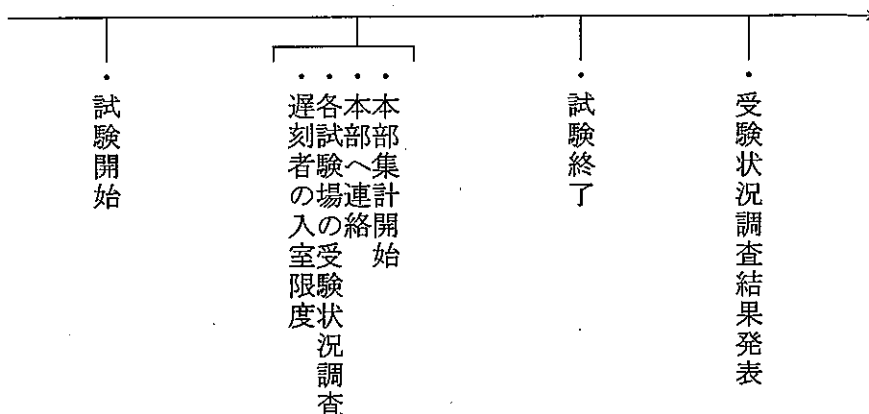 ・試験開始
・遅刻者の入室限度
・各試験場の受験状況調査
・本部へ連絡
・本部集計開始
・試験終了
・受験状況調査結果発表